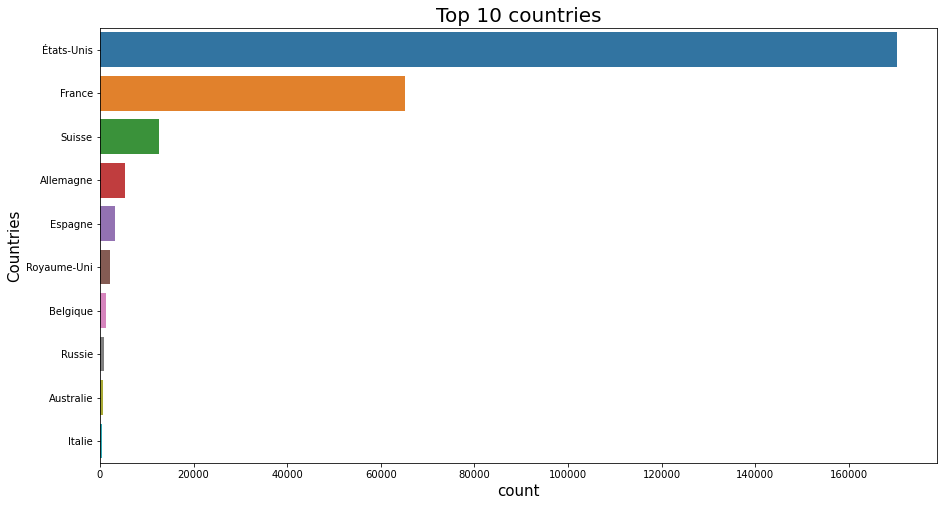 Top 10 countries
Countries
États-Unis
France
Suisse
Allemagne
Espagne
Royaume-Uni
Belgique
Russie
Australie
Italie
0 20000 40000 60000 80000 100000 120000 140000 160000
count